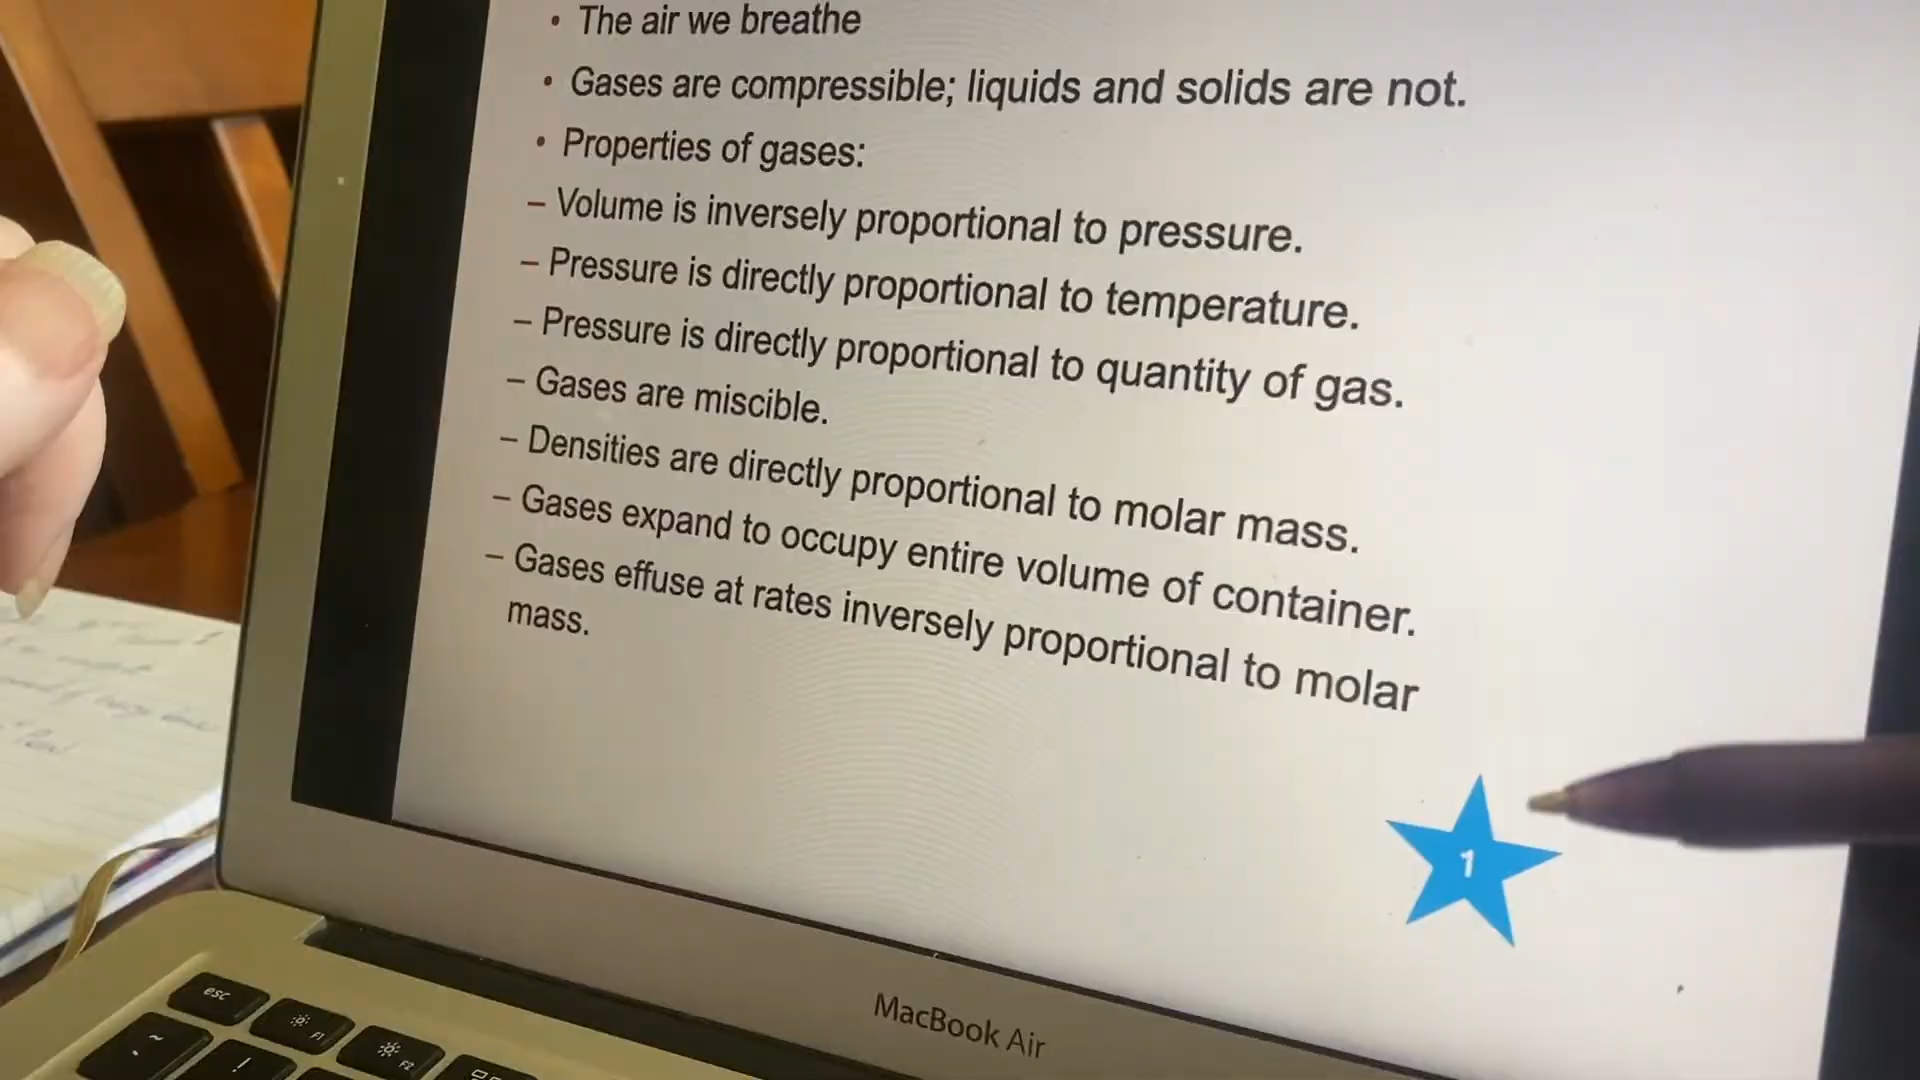 • The air we breathe
• Gases are compressible; liquids and solids are not.
• Properties of gases:
– Volume is inversely proportional to pressure.
– Pressure is directly proportional to temperature.
– Pressure is directly proportional to quantity of gas.
– Gases are miscible.
– Densities are directly proportional to molar mass.
– Gases expand to occupy entire volume of container.
– Gases effuse at rates inversely proportional to molar
mass.
1
MacBook Air
esc
F1
F2
~
!